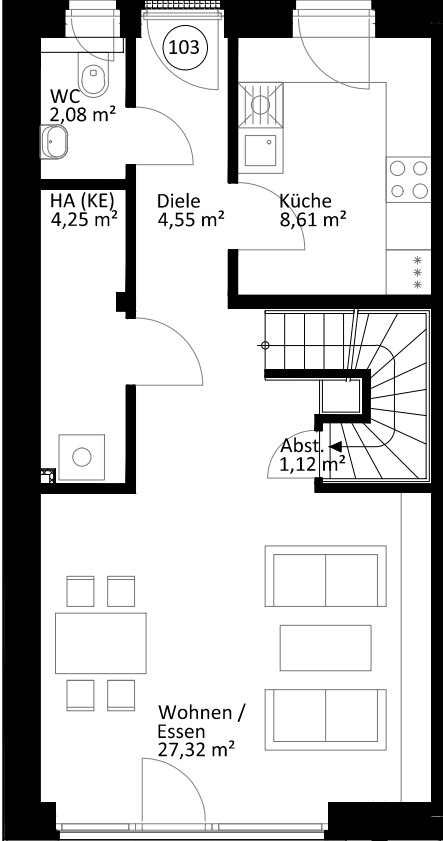 103
WC
2,08 m²
HA (KE)
4,25 m²
Diele
4,55 m²
Küche
8,61 m²
Abst.
1,12 m²
Wohnen /
Essen
27,32 m²